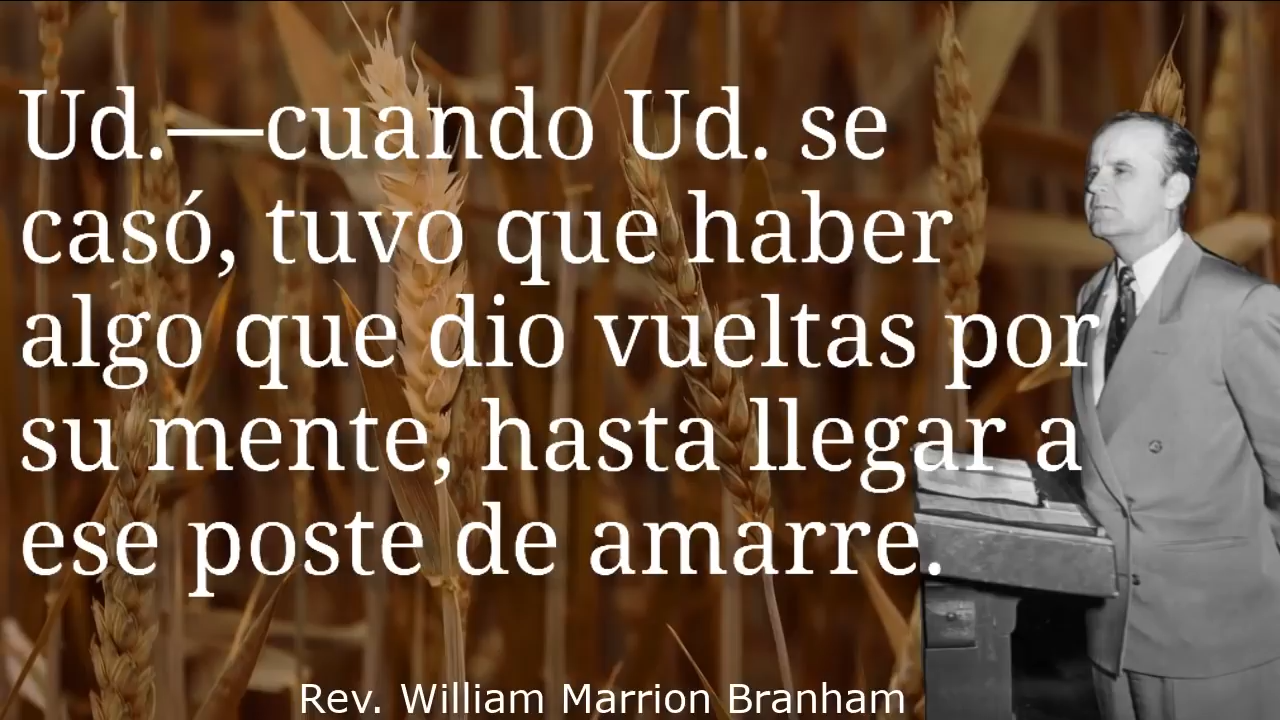 Ud.—cuando Ud. se
casó, tuvo que haber
algo que dio vueltas por
su mente, hasta llegar a
ese poste de amarre.
Rev. William Marrion Branham